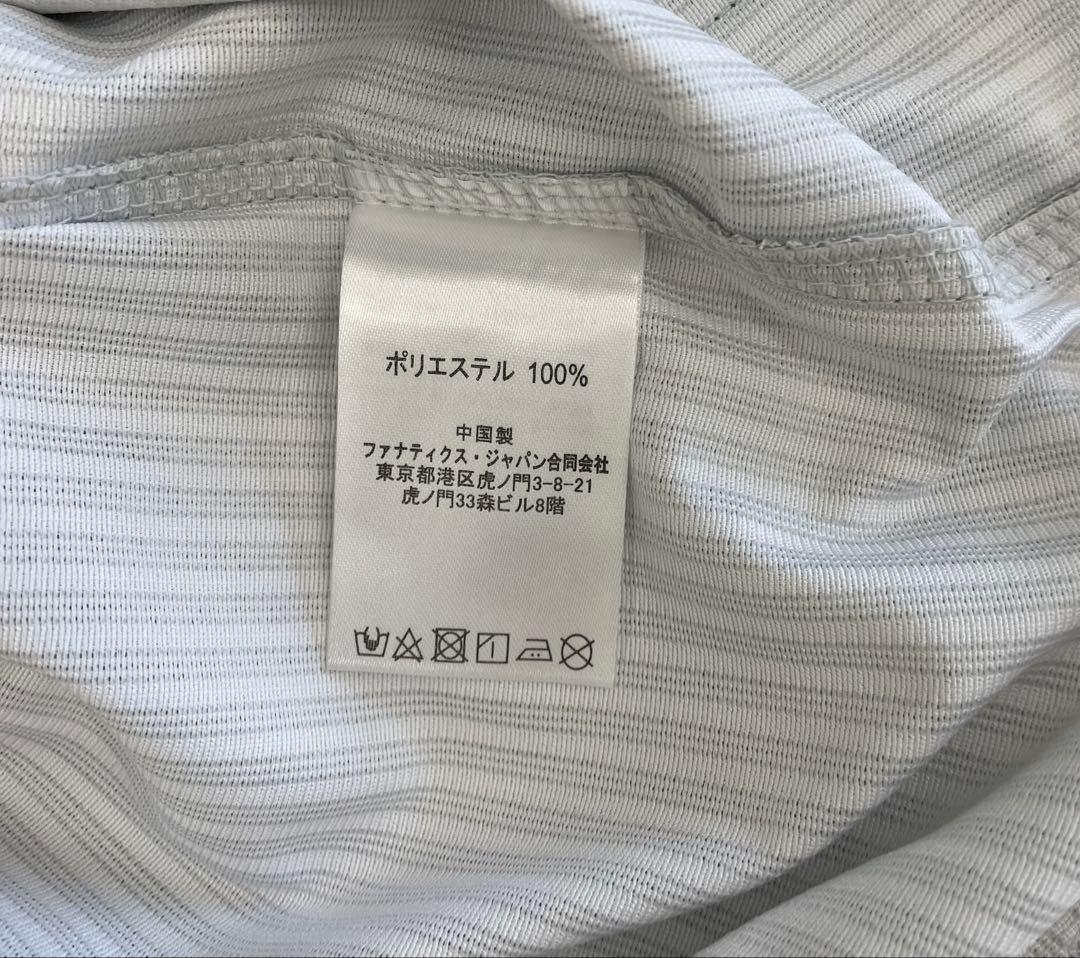 ポリエステル 100%
中国製
ファナティクス・ジャパン合同会社
東京都港区虎ノ門3-8-21
虎ノ門33森ビル8階